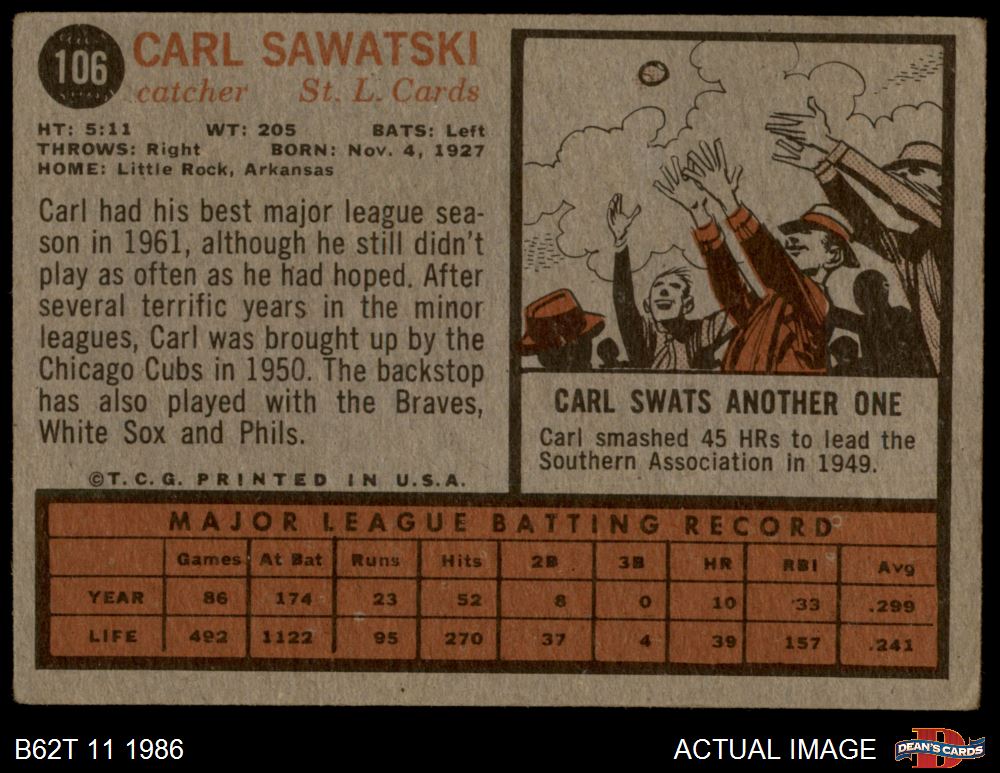 106
CARL SAWATSKI
catcher St. L. Cards
HT: 5:11 WT: 205 BATS: Left
THROWS: Right BORN: Nov. 4, 1927
HOME: Little Rock, Arkansas
Carl had his best major league sea-
son in 1961, although he still didn't
play as often as he had hoped. After
several terrific years in the minor
leagues, Carl was brought up by the
Chicago Cubs in 1950. The backstop
has also played with the Braves,
White Sox and Phils.
©T. C. G. PRINTED IN U.S.A.
CARL SWATS ANOTHER ONE
Carl smashed 45 HRs to lead the
Southern Association in 1949.
MAJOR LEAGUE BATTING RECORD
Games At Bat Runs Hits 2B 3B HR RBI Avg
YEAR 86 174 23 52 8 0 10 33 .299
LIFE 492 1122 95 270 37 4 39 157 .241
B62T 11 1986 ACTUAL IMAGE DEAN'S CARDS